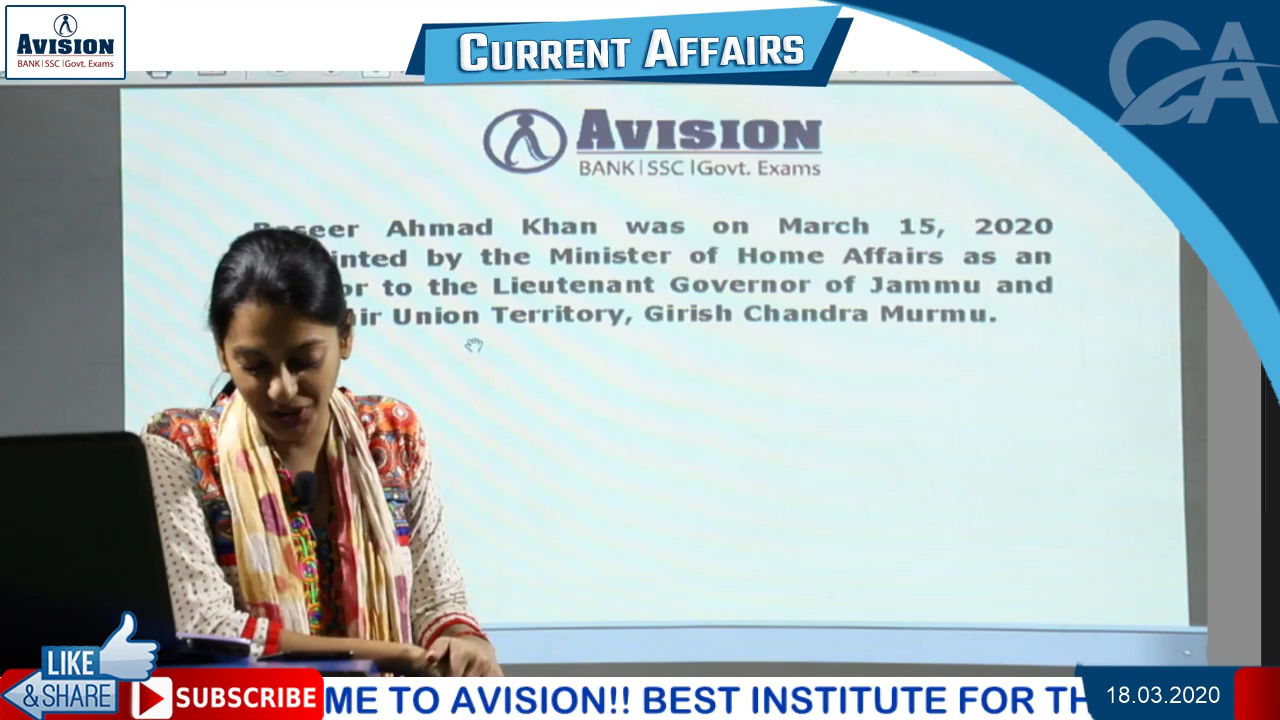 AVISION
BANK|SSC|Govt. Exams
CURRENT AFFAIRS
CA
AVISION
BANK|SSC|Govt. Exams
Ahmad Khan was on March 15, 2020
by the Minister of Home Affairs as an
to the Lieutenant Governor of Jammu and
Union Territory, Girish Chandra Murmu.
LIKE
& SHARE
SUBSCRIBE
ME TO AVISION!! BEST INSTITUTE FOR
18.03.2020